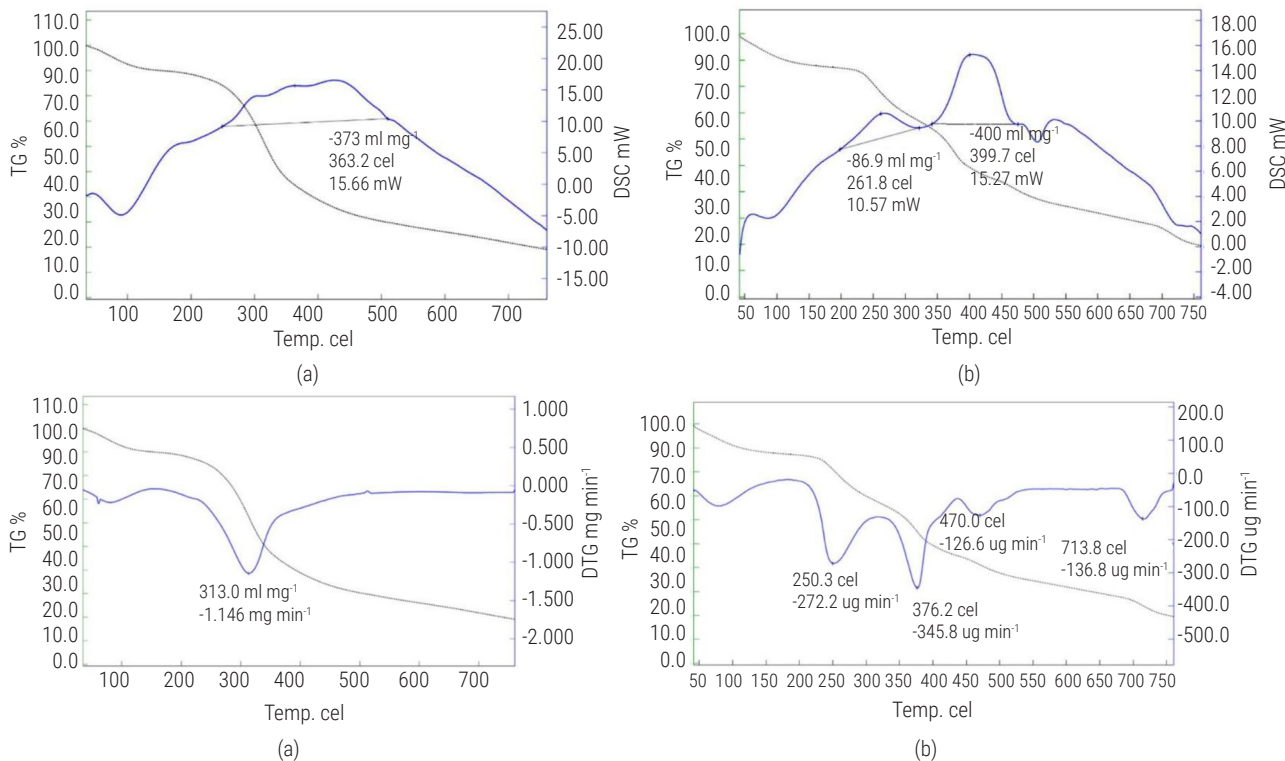 110.0
100.0
90.0
80.0
70.0
60.0
50.0
40.0
30.0
20.0
10.0
0.0
TG %
25.00
20.00
15.00
10.00
5.00
0.00
-5.00
-10.00
-15.00
DSC mW
-373 ml mg-1
363.2 cel
15.66 mW
100 200 300 400 500 600 700
Temp. cel
(a)
100.0
90.0
80.0
70.0
60.0
50.0
40.0
30.0
20.0
10.0
0.0
TG %
18.00
16.00
14.00
12.00
10.00
8.00
6.00
4.00
2.00
0.00
-2.00
-4.00
DSC mW
-86.9 ml mg-1
261.8 cel
10.57 mW
-400 ml mg-1
399.7 cel
15.27 mW
50 100 150 200 250 300 350 400 450 500 550 600 650 700 750
Temp. cel
(b)
110.0
100.0
90.0
80.0
70.0
60.0
50.0
40.0
30.0
20.0
10.0
0.0
TG %
1.000
0.500
0.000
-0.500
-1.000
-1.500
-2.000
DTG mg min-1
313.0 ml mg-1
-1.146 mg min-1
100 200 300 400 500 600 700
Temp. cel
(a)
100.0
90.0
80.0
70.0
60.0
50.0
40.0
30.0
20.0
10.0
0.0
TG %
200.0
100.0
0.0
-100.0
-200.0
-300.0
-400.0
-500.0
DTG ug min-1
250.3 cel
-272.2 ug min-1
376.2 cel
-345.8 ug min-1
470.0 cel
-126.6 ug min-1
713.8 cel
-136.8 ug min-1
50 100 150 200 250 300 350 400 450 500 550 600 650 700 750
Temp. cel
(b)